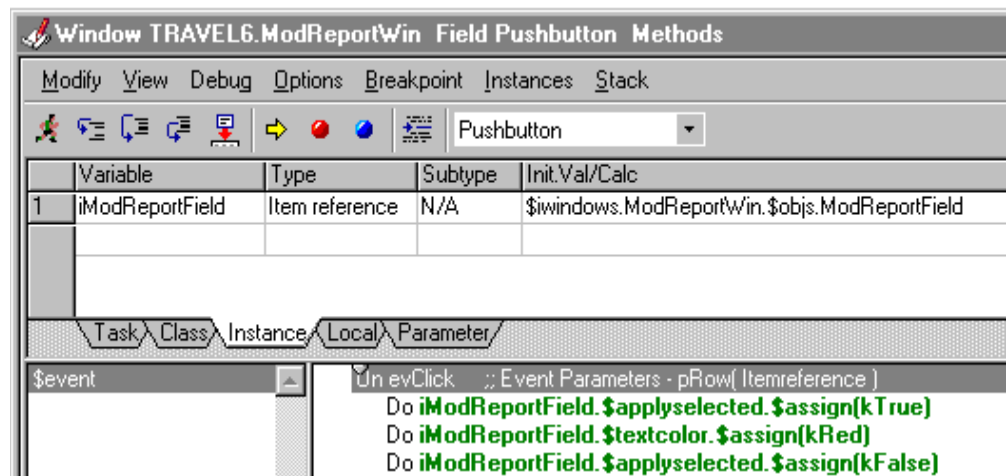 Window TRAVEL6.ModReportWin Field Pushbutton Methods
Modify View Debug Options Breakpoint Instances Stack
Pushbutton
Variable Type Subtype Init.Val/Calc
1 iModReportField Item reference N/A $iwindows.ModReportWin.$objs.ModReportField
Task Class Instance Local Parameter
$event On evClick ;; Event Parameters - pRow( Itemreference )
Do iModReportField.$applyselected.$assign(kTrue)
Do iModReportField.$textcolor.$assign(kRed)
Do iModReportField.$applyselected.$assign(kFalse)